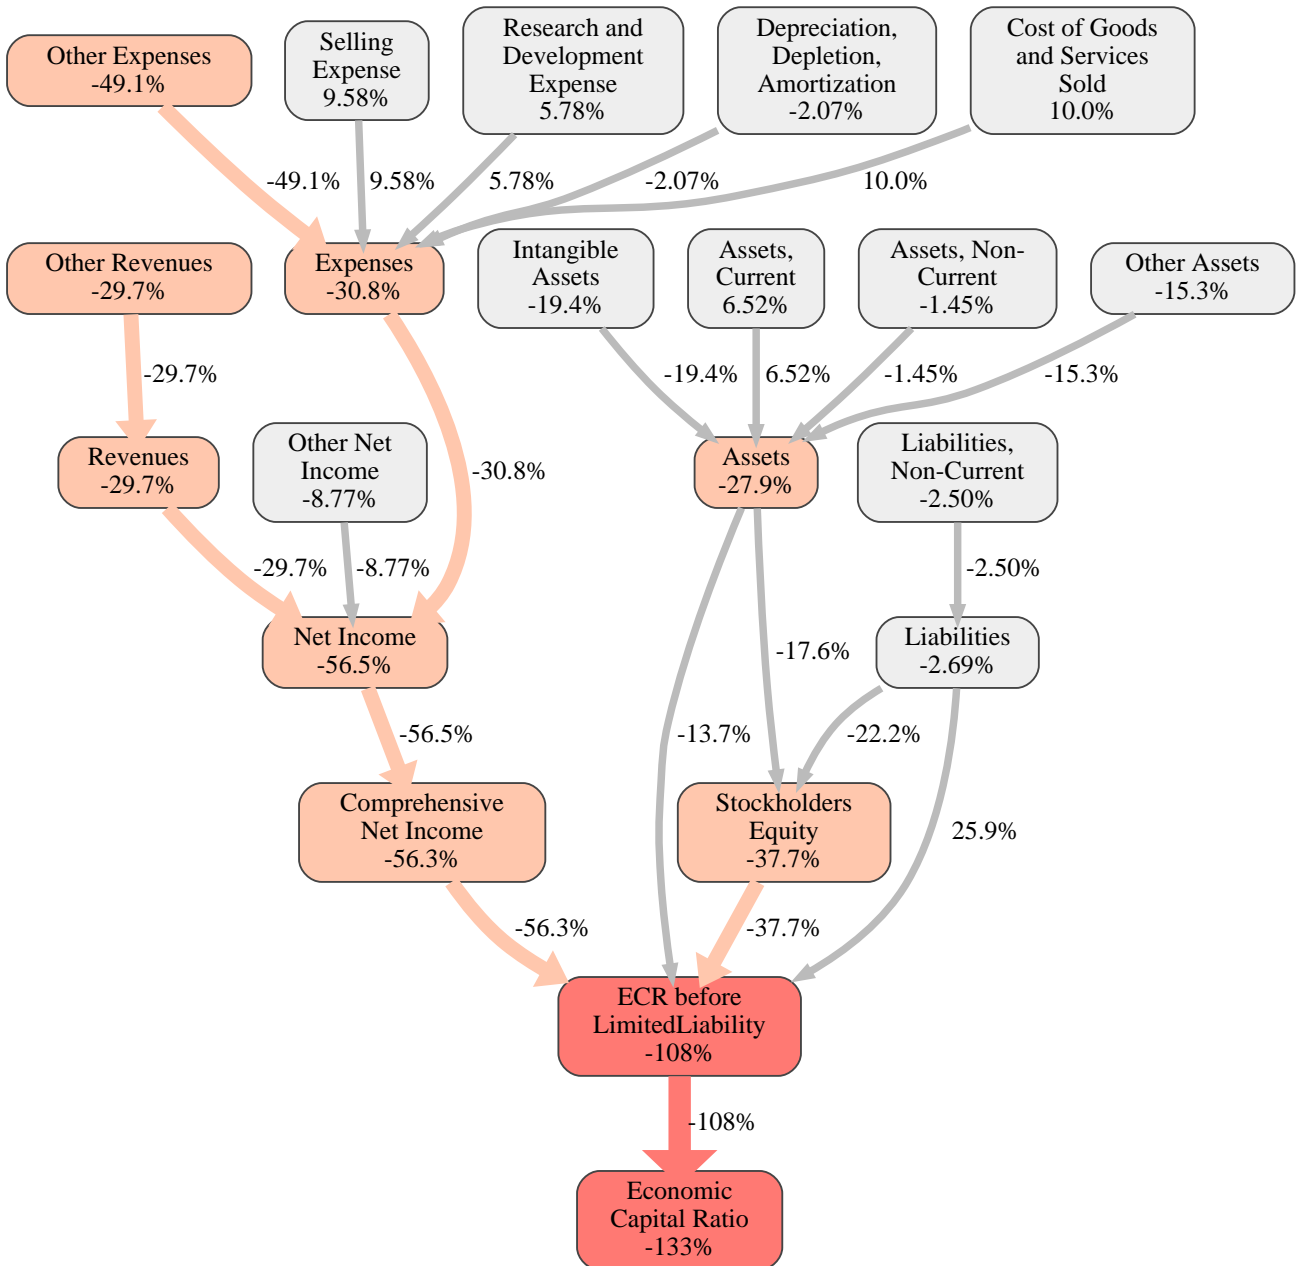 Other Expenses
-49.1%
Selling
Expense
9.58%
Research and
Development
Expense
5.78%
Depreciation,
Depletion,
Amortization
-2.07%
Cost of Goods
and Services
Sold
10.0%
-49.1%
9.58%
5.78%
-2.07%
10.0%
Other Revenues
-29.7%
Expenses
-30.8%
Intangible
Assets
-19.4%
Assets,
Current
6.52%
Assets, Non-
Current
-1.45%
Other Assets
-15.3%
-29.7%
-19.4%
6.52%
-1.45%
-15.3%
Revenues
-29.7%
Other Net
Income
-8.77%
-30.8%
Assets
-27.9%
Liabilities,
Non-Current
-2.50%
-29.7%
-8.77%
-2.50%
Net Income
-56.5%
-17.6%
Liabilities
-2.69%
-56.5%
-13.7%
-22.2%
Comprehensive
Net Income
-56.3%
Stockholders
Equity
-37.7%
25.9%
-56.3%
-37.7%
ECR before
LimitedLiability
-108%
-108%
Economic
Capital Ratio
-133%